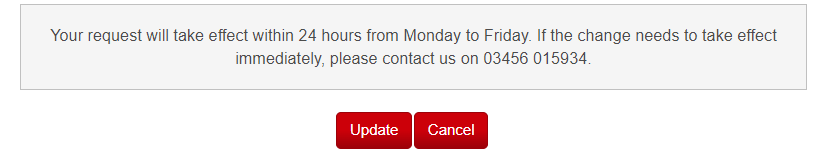 Your request will take effect within 24 hours from Monday to Friday. If the change needs to take effect
immediately, please contact us on 03456 015934.
Update Cancel